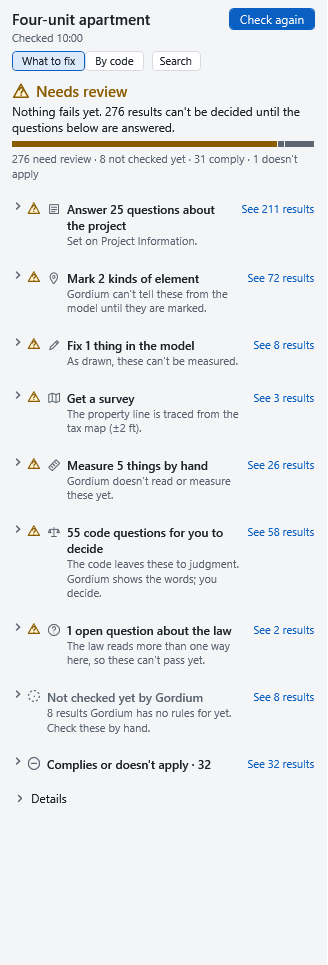 Four-unit apartment
Check again
Checked 10:00
What to fix
By code
Search
Needs review
Nothing fails yet. 276 results can't be decided until the
questions below are answered.
276 need review · 8 not checked yet · 31 comply · 1 doesn't
apply
Answer 25 questions about
the project
See 211 results
Set on Project Information.
Mark 2 kinds of element
See 72 results
Gordium can't tell these from the
model until they are marked.
Fix 1 thing in the model
See 8 results
As drawn, these can't be measured.
Get a survey
See 3 results
The property line is traced from the
tax map (±2 ft).
Measure 5 things by hand
See 26 results
Gordium doesn't read or measure
these yet.
55 code questions for you to
decide
See 58 results
The code leaves these to judgment.
Gordium shows the words; you
decide.
1 open question about the law
See 2 results
The law reads more than one way
here, so these can't pass yet.
Not checked yet by Gordium
See 8 results
8 results Gordium has no rules for yet.
Check these by hand.
Complies or doesn't apply · 32
See 32 results
Details